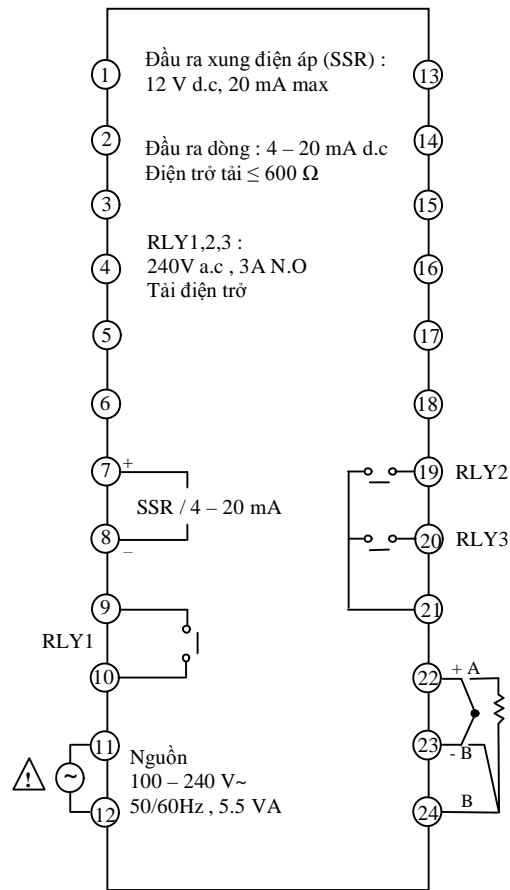 1
Đầu ra xung điện áp (SSR) :
12 V d.c, 20 mA max
13
2
Đầu ra dòng : 4 – 20 mA d.c
Điện trở tải ≤ 600 Ω
14
3
15
4
RLY1,2,3 :
240V a.c , 3A N.O
Tải điện trở
16
5
17
6
18
7
+
SSR / 4 – 20 mA
8
–
19
RLY2
20
RLY3
9
RLY1
10
21
22
+ A
11
Nguồn
100 – 240 V~
50/60Hz , 5.5 VA
12
!
~
23
- B
24
B